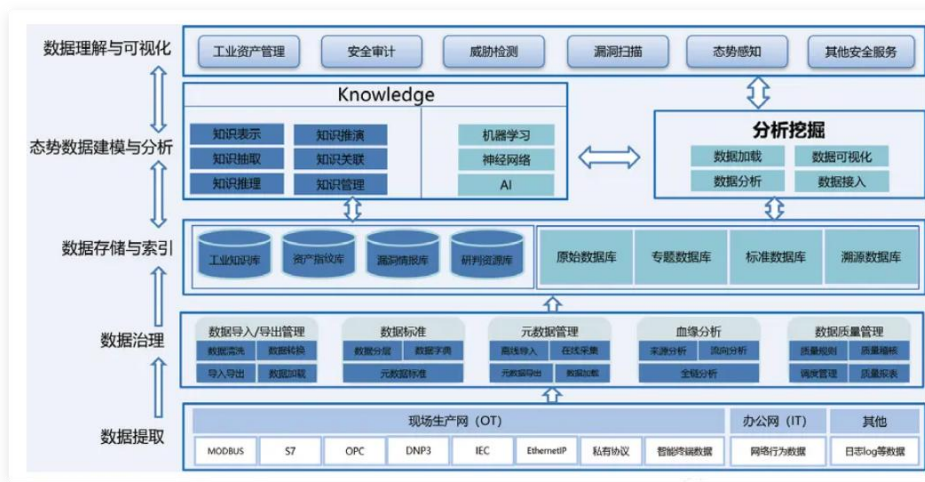 数据理解与可视化
工业资产管理 安全审计 威胁检测 漏洞扫描 态势感知 其他安全服务
态势数据建模与分析
Knowledge
知识表示 知识推演 机器学习
知识抽取 知识关联 神经网络
知识推理 知识管理 AI
分析挖掘
数据加载 数据可视化
数据分析 数据接入
数据存储与索引
工业知识库 资产指纹库 漏洞情报库 研判资源库 原始数据库 专题数据库 标准数据库 溯源数据库
数据治理
数据导入/导出管理 数据标准 元数据管理 血缘分析 数据质量管理
数据清洗 数据转换 数据分层 数据字典 离线导入 在线采集 来源分析 流向分析 质量规则 质量稽核
导入导出 数据加载 元数据标准 元数据导出 数据加载 全链分析 调度管理 质量报表
数据提取
现场生产网（OT） 办公网（IT） 其他
MODBUS S7 OPC DNP3 IEC EthernetIP 私有协议 智能终端数据 网络行为数据 日志log等数据